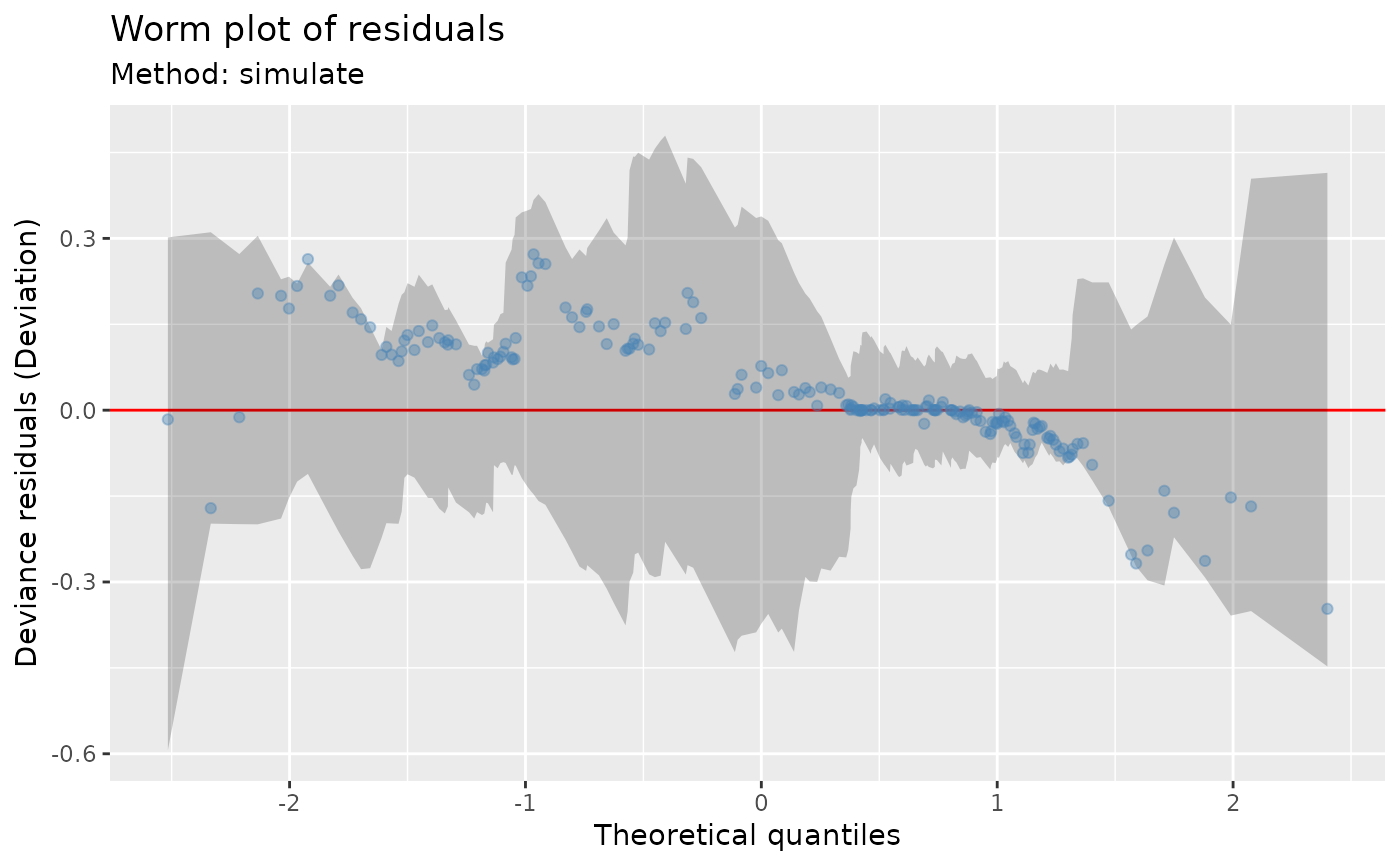 Worm plot of residuals
Method: simulate
Deviance residuals (Deviation)
0.3
0.0
-0.3
-0.6
-2
-1
0
1
2
Theoretical quantiles